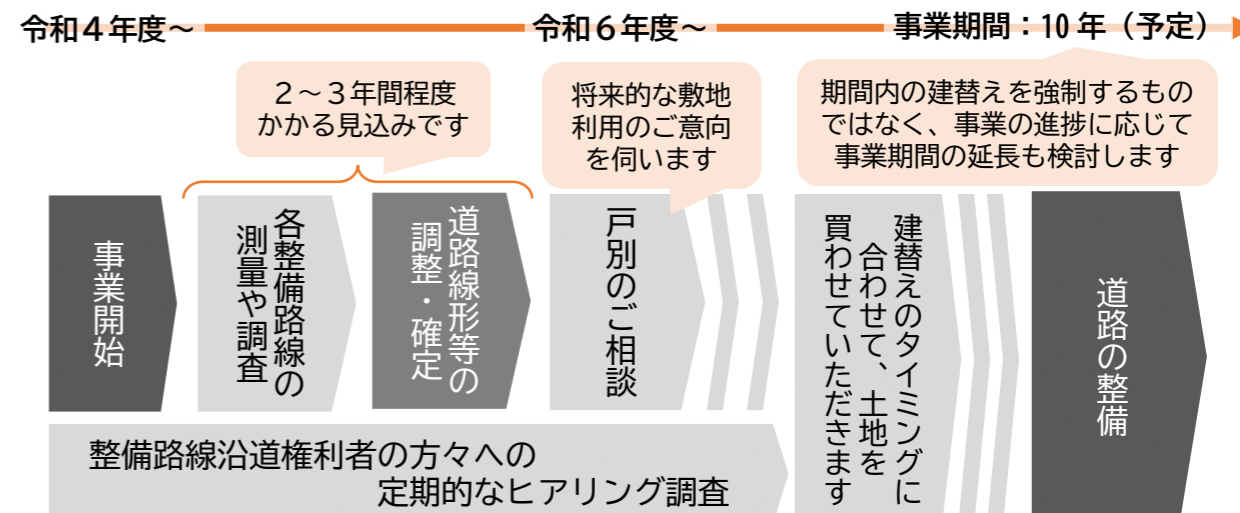 令和４年度～
令和６年度～
事業期間：10年（予定）
２～３年間程度
かかる見込みです
将来的な敷地
利用のご意向
を伺います
期間内の建替えを強制するもの
ではなく、事業の進捗に応じて
事業期間の延長も検討します
事業開始
各整備路線の
測量や調査
道路線形等の
調整・確定
戸別のご相談
建替えのタイミングに
合わせて、土地を
買わせていただきます
道路の整備
整備路線沿道権利者の方々への
定期的なヒアリング調査